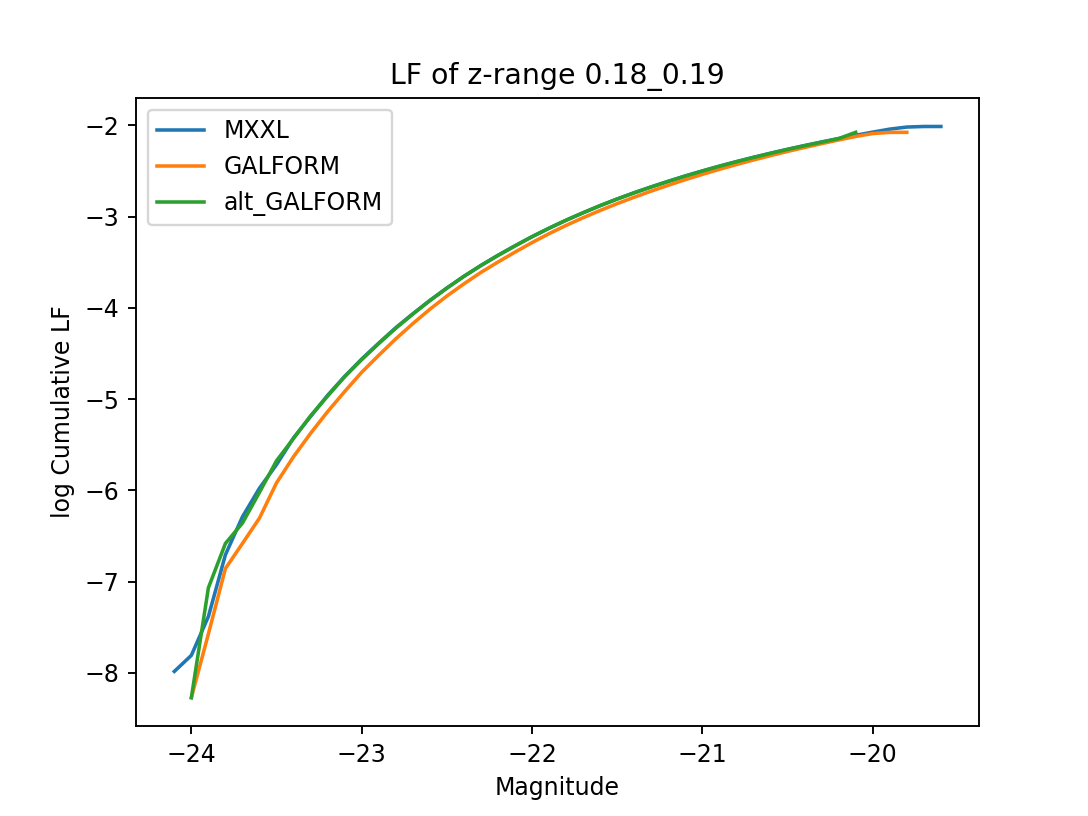 LF of z-range 0.18_0.19
MXXL
GALFORM
alt_GALFORM
log Cumulative LF
−2
−3
−4
−5
−6
−7
−8
−24
−23
−22
−21
−20
Magnitude